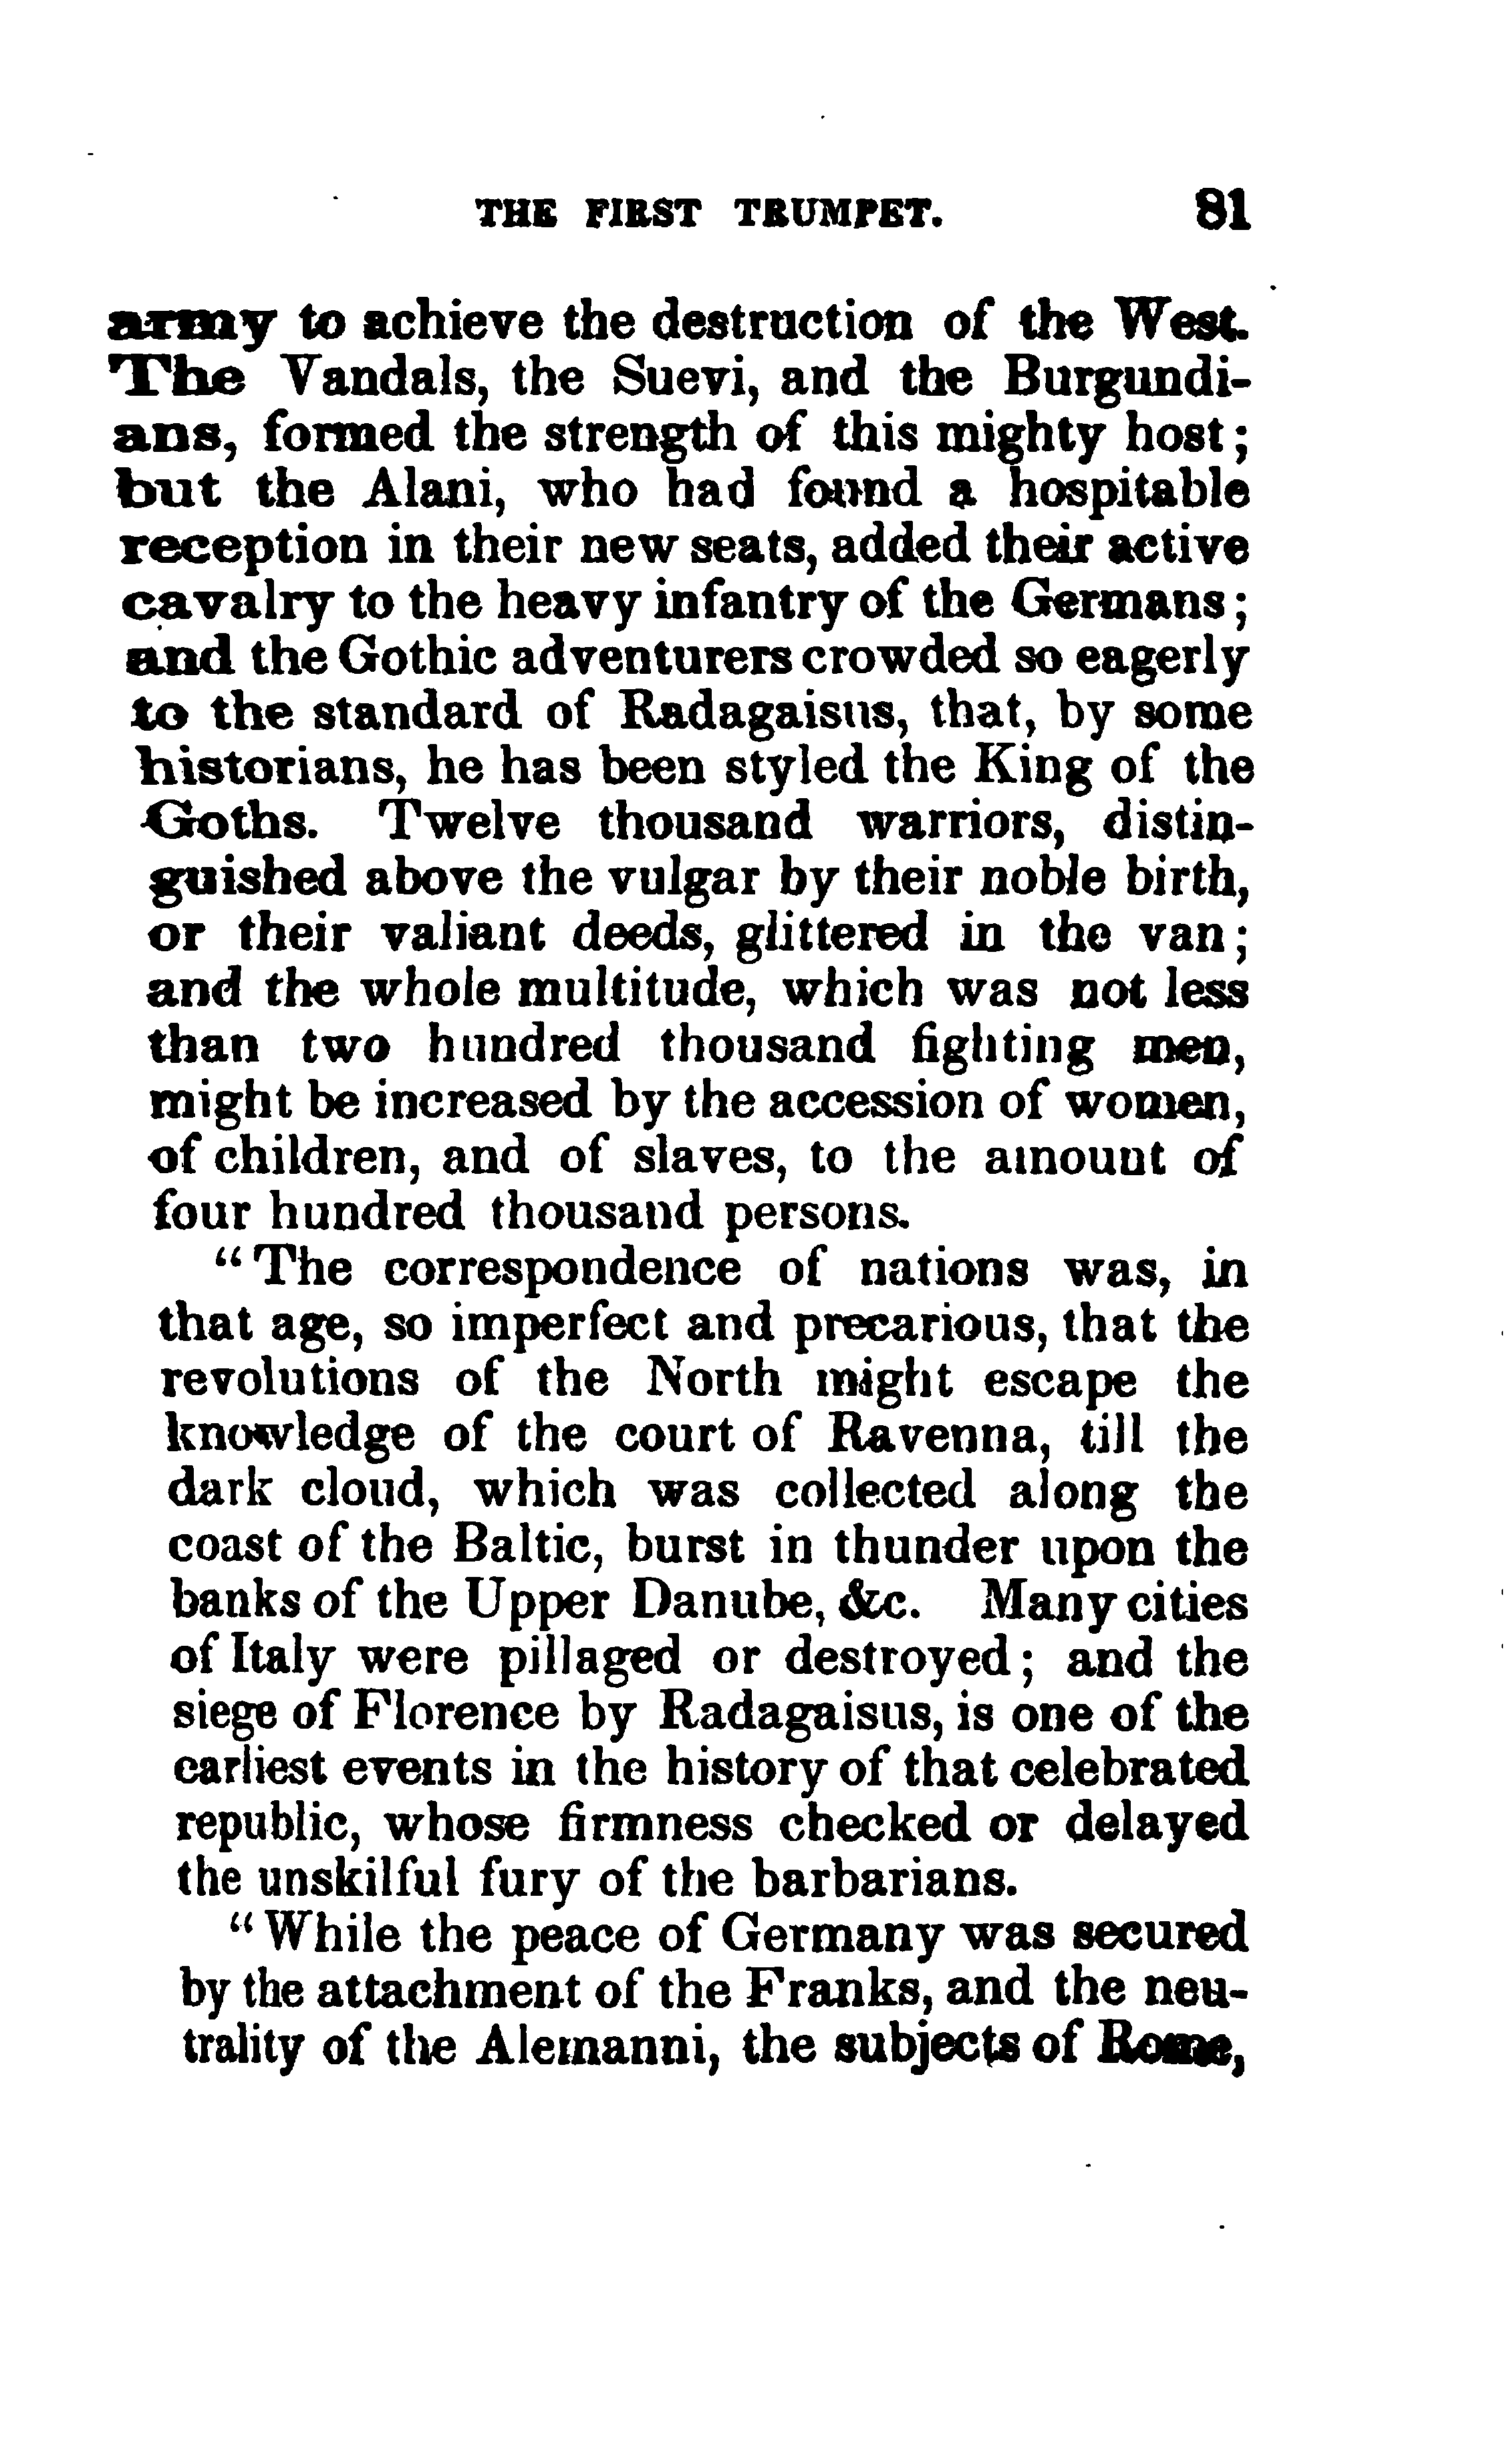 THE FIRST TRUMPET. 81
army to achieve the destruction of the West.
The Vandals, the Suevi, and the Burgundi-
ans, formed the strength of this mighty host;
but the Alani, who had found a hospitable
reception in their new seats, added their active
cavalry to the heavy infantry of the Germans;
and the Gothic adventurers crowded so eagerly
to the standard of Radagaisus, that, by some
historians, he has been styled the King of the
Goths. Twelve thousand warriors, distin-
guished above the vulgar by their noble birth,
or their valiant deeds, glittered in the van;
and the whole multitude, which was not less
than two hundred thousand fighting men,
might be increased by the accession of women,
of children, and of slaves, to the amount of
four hundred thousand persons.
"The correspondence of nations was, in
that age, so imperfect and precarious, that the
revolutions of the North might escape the
knowledge of the court of Ravenna, till the
dark cloud, which was collected along the
coast of the Baltic, burst in thunder upon the
banks of the Upper Danube, &c. Many cities
of Italy were pillaged or destroyed; and the
siege of Florence by Radagaisus, is one of the
earliest events in the history of that celebrated
republic, whose firmness checked or delayed
the unskilful fury of the barbarians.
"While the peace of Germany was secured
by the attachment of the Franks, and the neu-
trality of the Alemanni, the subjects of Rome,